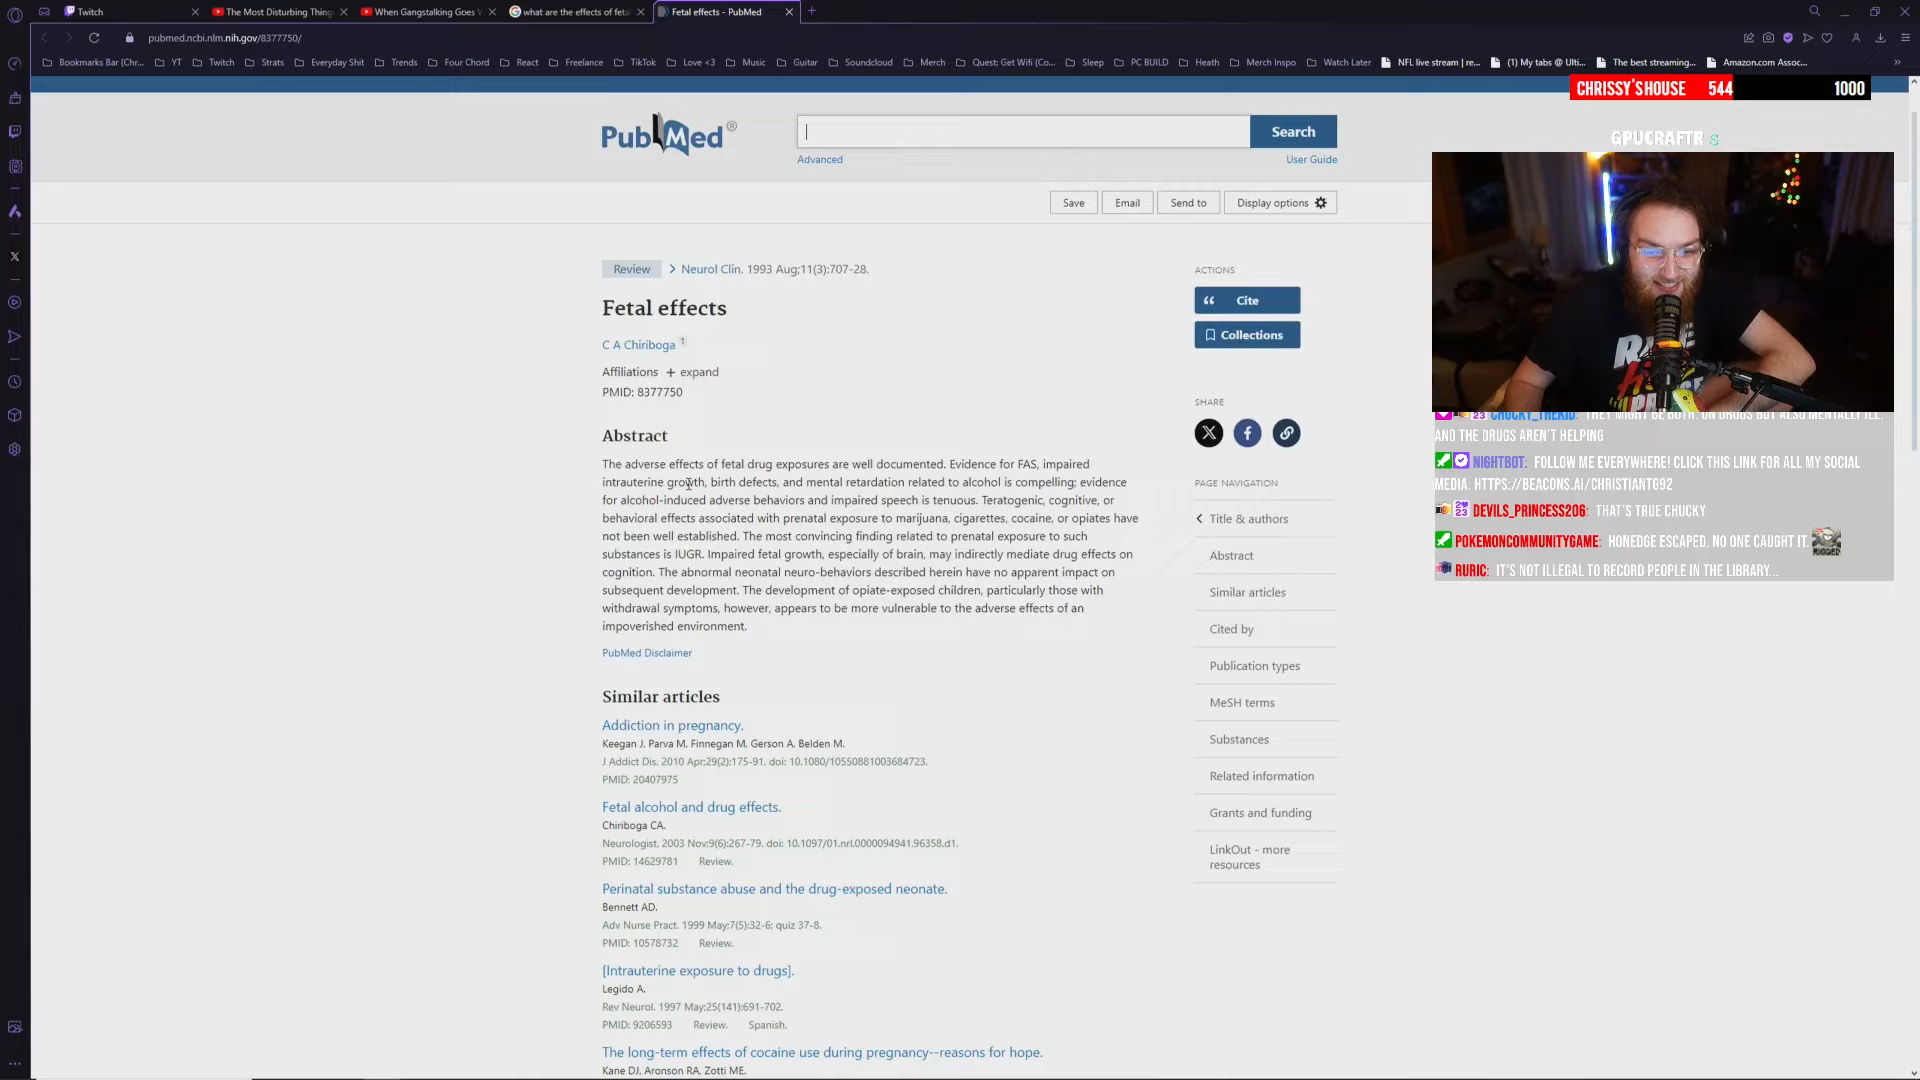 Twitch
The Most Disturbing Thing
When Gangstalking Goes
what are the effects of feta
Fetal effects - PubMed
pubmed.ncbi.nlm.nih.gov/8377750/
Bookmarks Bar (Chr...
YT
Twitch
Strats
Everyday Shit
Trends
Four Chord
React
Freelance
TikTok
Love <3
Music
Guitar
Soundcloud
Merch
Quest: Get Wifi (Co...
Sleep
PC BUILD
Heath
Merch Inspo
Watch Later
NFL live stream | re...
(1) My tabs @ Ulti...
The best streaming...
Amazon.com Assoc...
CHRISSY'SHOUSE 544 1000
GPUCRAFTR S
PubMed®
Search
Advanced
User Guide
Save
Email
Send to
Display options
Review
Neurol Clin. 1993 Aug;11(3):707-28.
Fetal effects
C A Chiriboga 1
Affiliations + expand
PMID: 8377750
Abstract
The adverse effects of fetal drug exposures are well documented. Evidence for FAS, impaired
intrauterine growth, birth defects, and mental retardation related to alcohol is compelling; evidence
for alcohol-induced adverse behaviors and impaired speech is tenuous. Teratogenic, cognitive, or
behavioral effects associated with prenatal exposure to marijuana, cigarettes, cocaine, or opiates have
not been well established. The most convincing finding related to prenatal exposure to such
substances is IUGR. Impaired fetal growth, especially of brain, may indirectly mediate drug effects on
cognition. The abnormal neonatal neuro-behaviors described herein have no apparent impact on
subsequent development. The development of opiate-exposed children, particularly those with
withdrawal symptoms, however, appears to be more vulnerable to the adverse effects of an
impoverished environment.
PubMed Disclaimer
Similar articles
Addiction in pregnancy.
Keegan J, Parva M, Finnegan M, Gerson A, Belden M.
J Addict Dis. 2010 Apr;29(2):175-91. doi: 10.1080/10550881003684723.
PMID: 20407975
Fetal alcohol and drug effects.
Chiriboga CA.
Neurologist. 2003 Nov;9(6):267-79. doi: 10.1097/01.nrl.0000094941.96358.d1.
PMID: 14629781 Review.
Perinatal substance abuse and the drug-exposed neonate.
Bennett AD.
Adv Nurse Pract. 1999 May;7(5):32-6; quiz 37-8.
PMID: 10578732 Review.
[Intrauterine exposure to drugs].
Legido A.
Rev Neurol. 1997 May;25(141):691-702.
PMID: 9206593 Review. Spanish.
The long-term effects of cocaine use during pregnancy--reasons for hope.
Kane DJ, Aronson RA, Zotti ME.
ACTIONS
Cite
Collections
SHARE
PAGE NAVIGATION
Title & authors
Abstract
Similar articles
Cited by
Publication types
MeSH terms
Substances
Related information
Grants and funding
LinkOut - more
resources
23 CHUCKY_THEKID: THEY MIGHT BE BOTH. ON DRUGS BUT ALSO MENTALLY ILL.
AND THE DRUGS AREN'T HELPING
NIGHTBOT: FOLLOW ME EVERYWHERE! CLICK THIS LINK FOR ALL MY SOCIAL
MEDIA: HTTPS://BEACONS.AI/CHRISTIANTG92
23 DEVILS_PRINCESS206: THAT'S TRUE CHUCKY
POKEMONCOMMUNITYGAME: HONEDGE ESCAPED. NO ONE CAUGHT IT.
RURIC: IT'S NOT ILLEGAL TO RECORD PEOPLE IN THE LIBRARY...